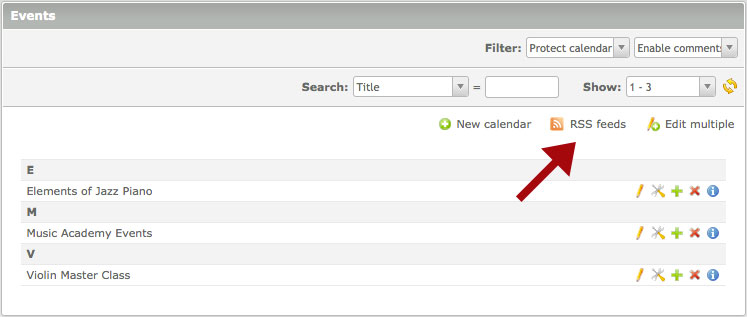 Events
Filter: Protect calendar Enable comments
Search: Title = Show: 1 - 3
New calendar RSS feeds Edit multiple
E
Elements of Jazz Piano
M
Music Academy Events
V
Violin Master Class